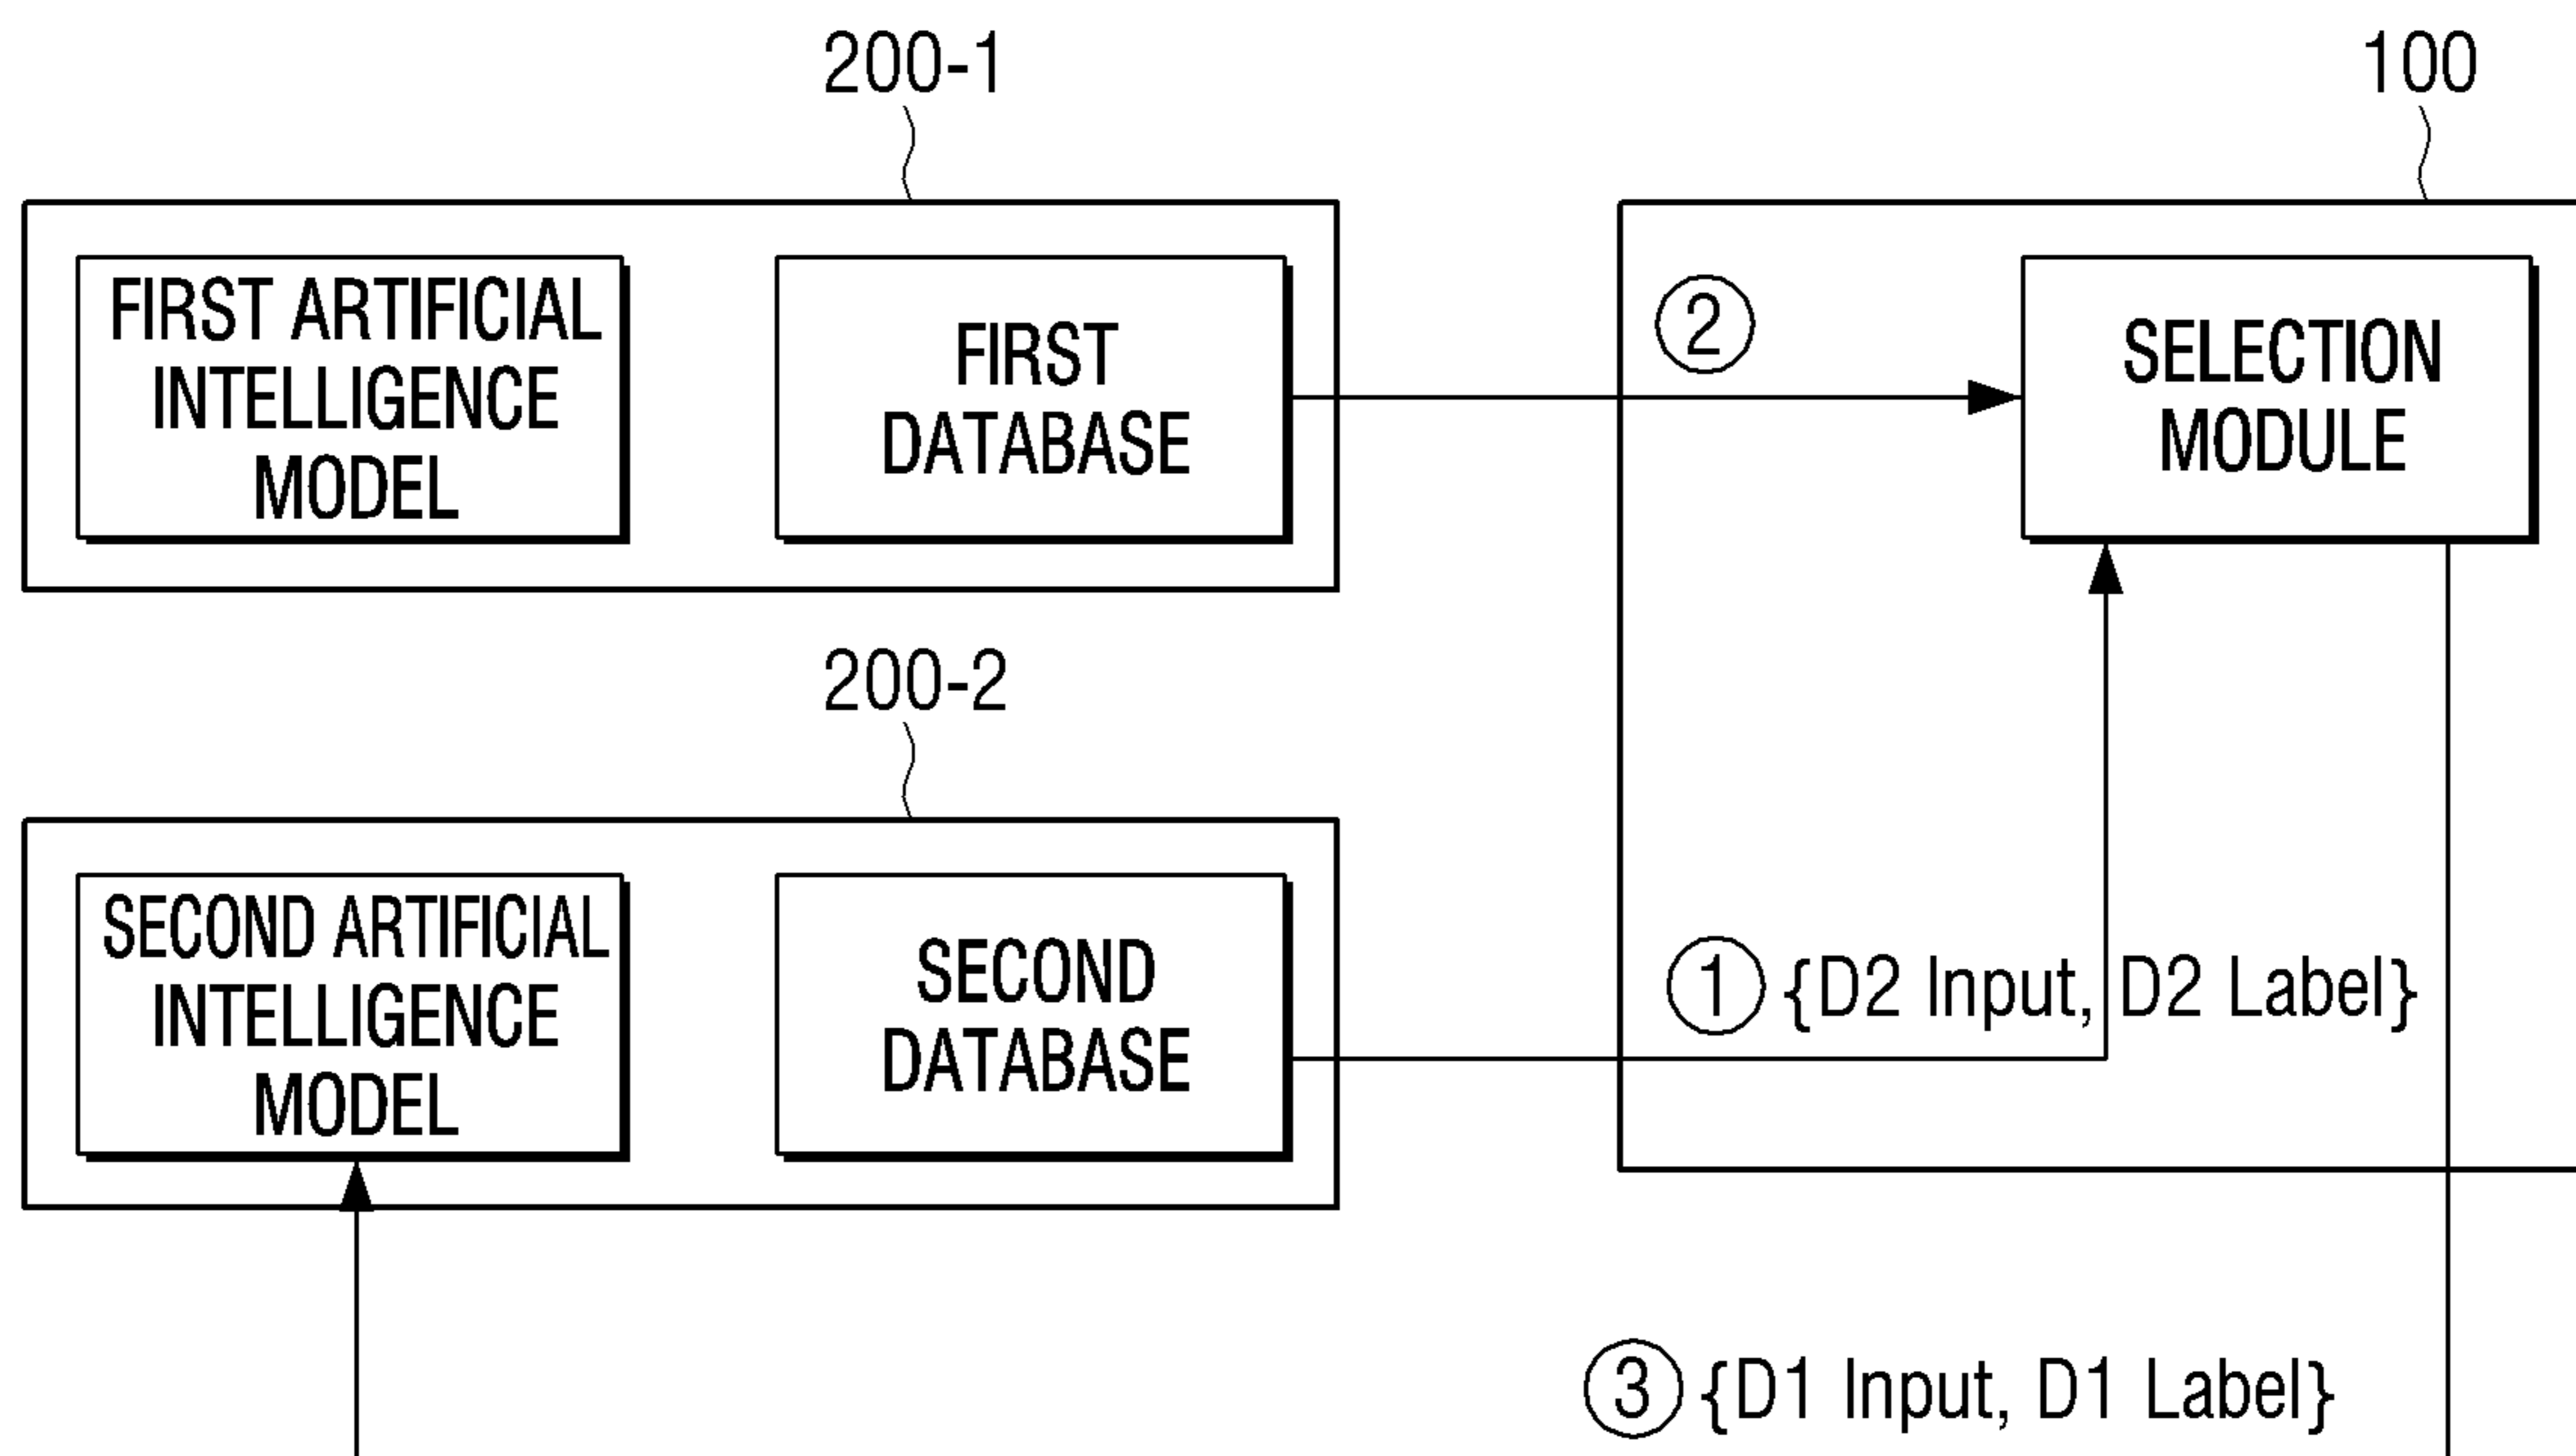 200-1
100
FIRST ARTIFICIAL
INTELLIGENCE
MODEL
FIRST
DATABASE
②
SELECTION
MODULE
200-2
SECOND ARTIFICIAL
INTELLIGENCE
MODEL
SECOND
DATABASE
① {D2 Input, D2 Label}
③ {D1 Input, D1 Label}